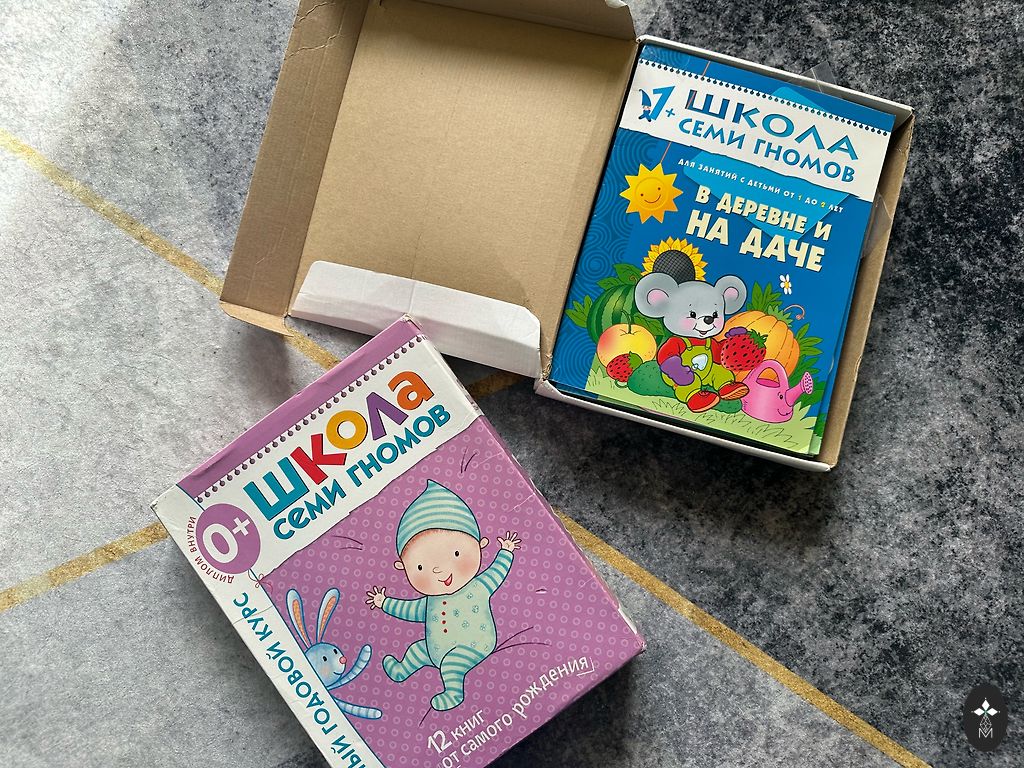 1+
ШКОЛА
СЕМИ ГНОМОВ
ДЛЯ ЗАНЯТИЙ С ДЕТЬМИ ОТ 1 ДО 2 ЛЕТ
В ДЕРЕВНЕ И
НА ДАЧЕ
ШКОЛА
СЕМИ ГНОМОВ
0+
ДИПЛОМ ВНУТРИ
ГОДОВОЙ КУРС
12 КНИГ
от самого рождения